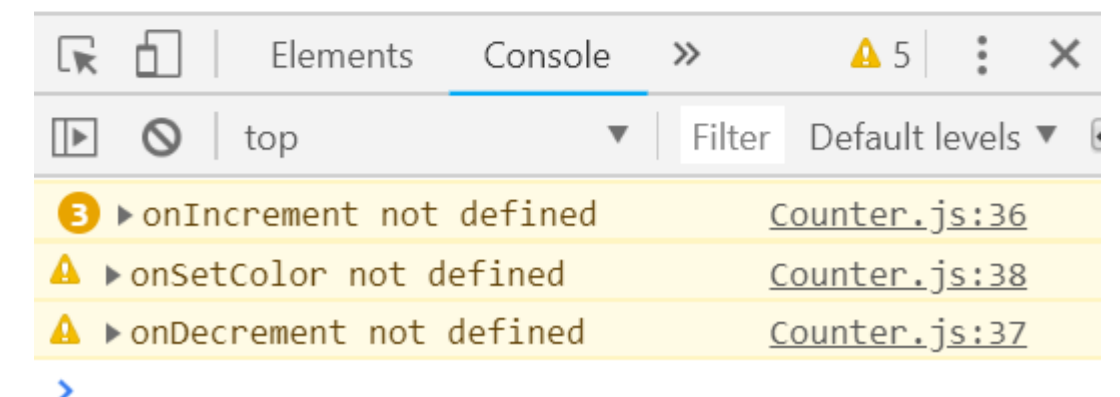 Elements Console » 5
top Filter Default levels
3 onIncrement not defined Counter.js:36
onSetColor not defined Counter.js:38
onDecrement not defined Counter.js:37